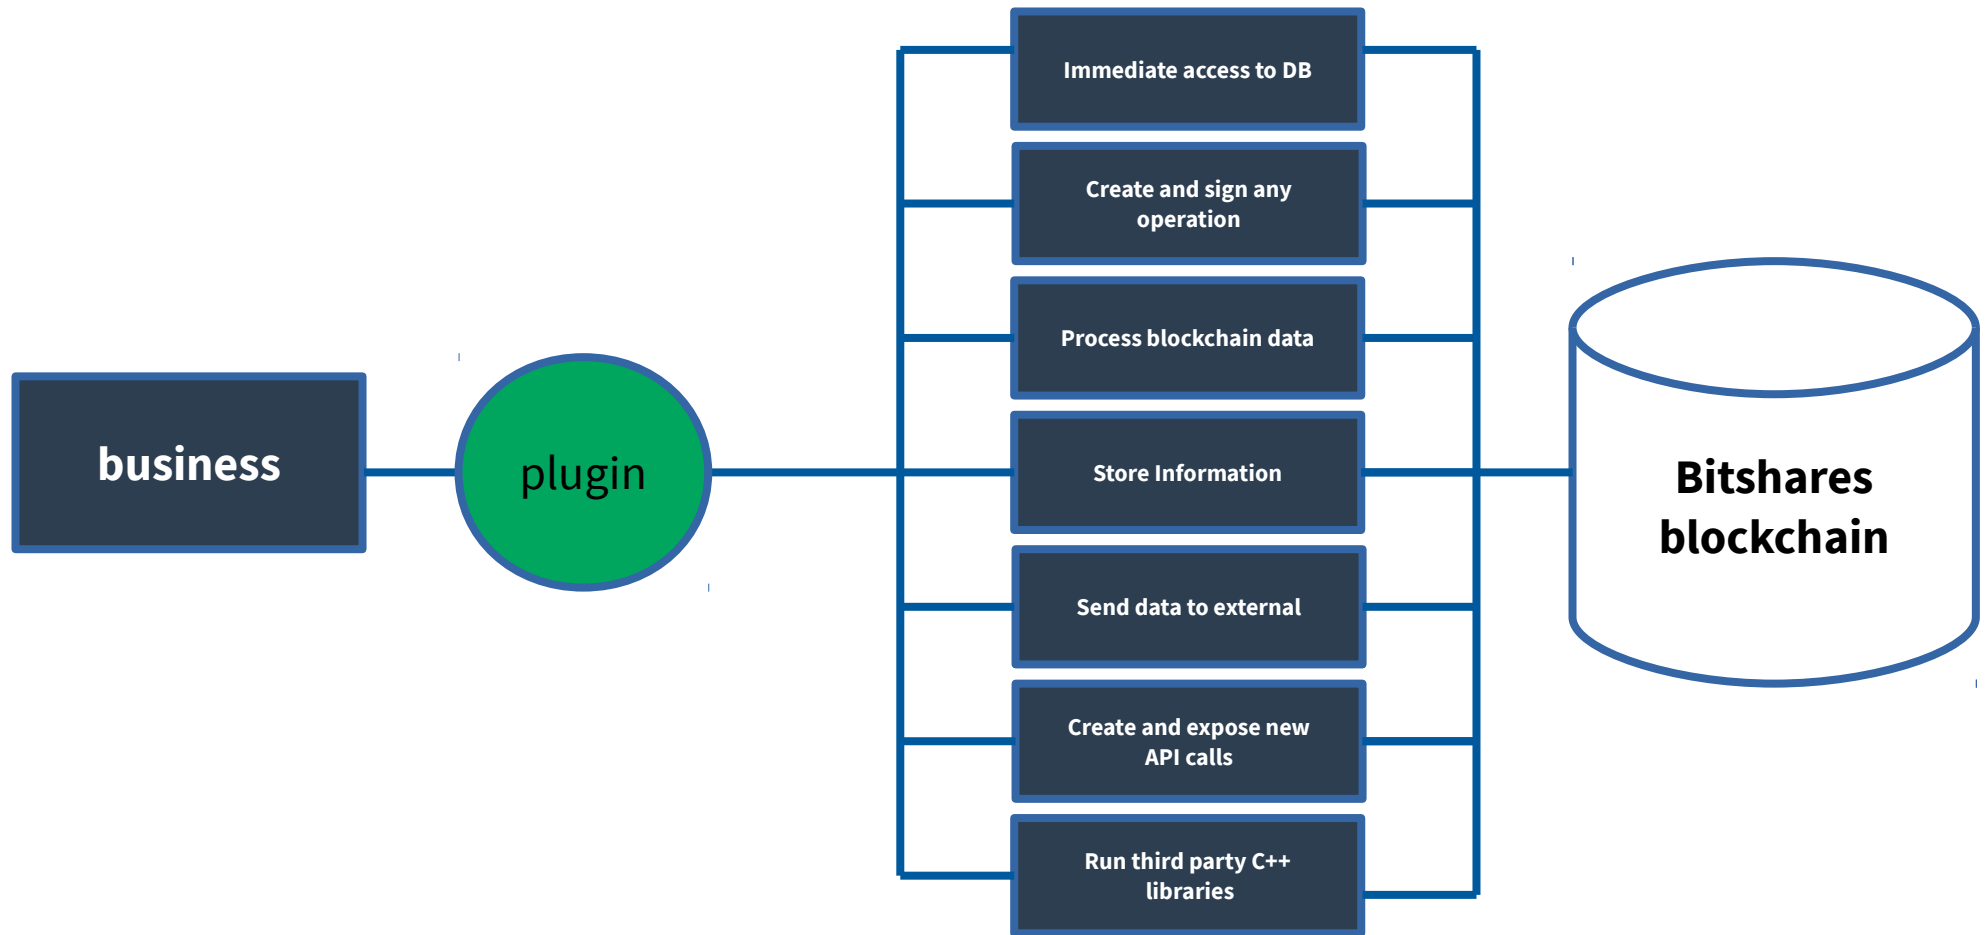 business
plugin
Immediate access to DB
Create and sign any
operation
Process blockchain data
Store Information
Send data to external
Create and expose new
API calls
Run third party C++
libraries
Bitshares
blockchain